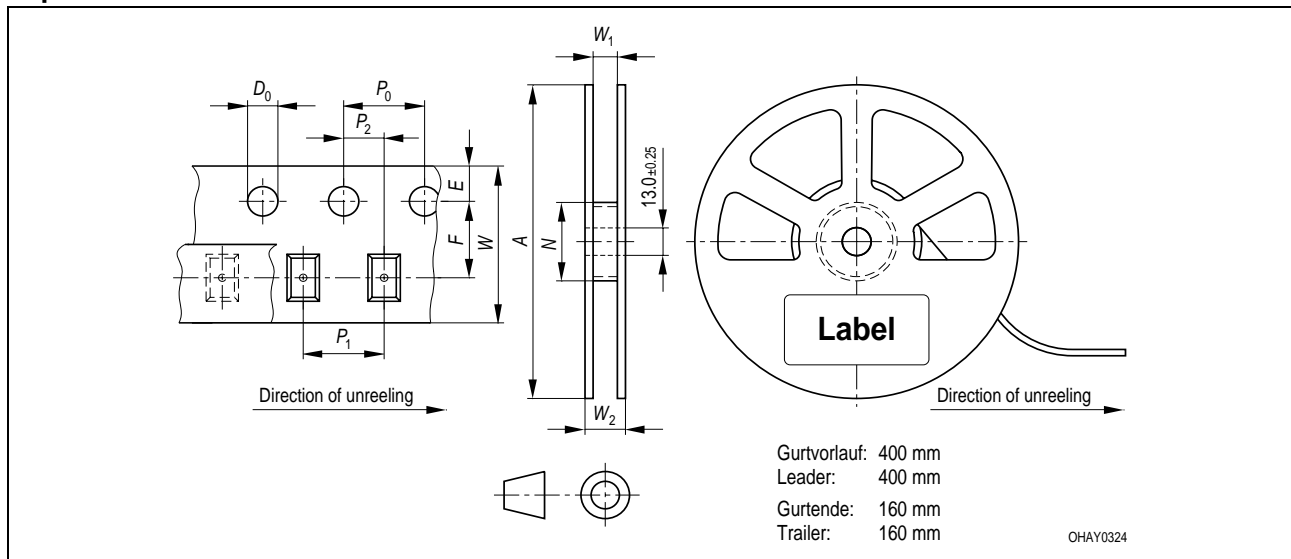 W₁
D₀
P₀
P₂
E
F
W
A
N
13.0±0.25
Label
P₁
Direction of unreeling
W₂
Direction of unreeling
Gurtvorlauf: 400 mm
Leader: 400 mm
Gurtende: 160 mm
Trailer: 160 mm
OHAY0324